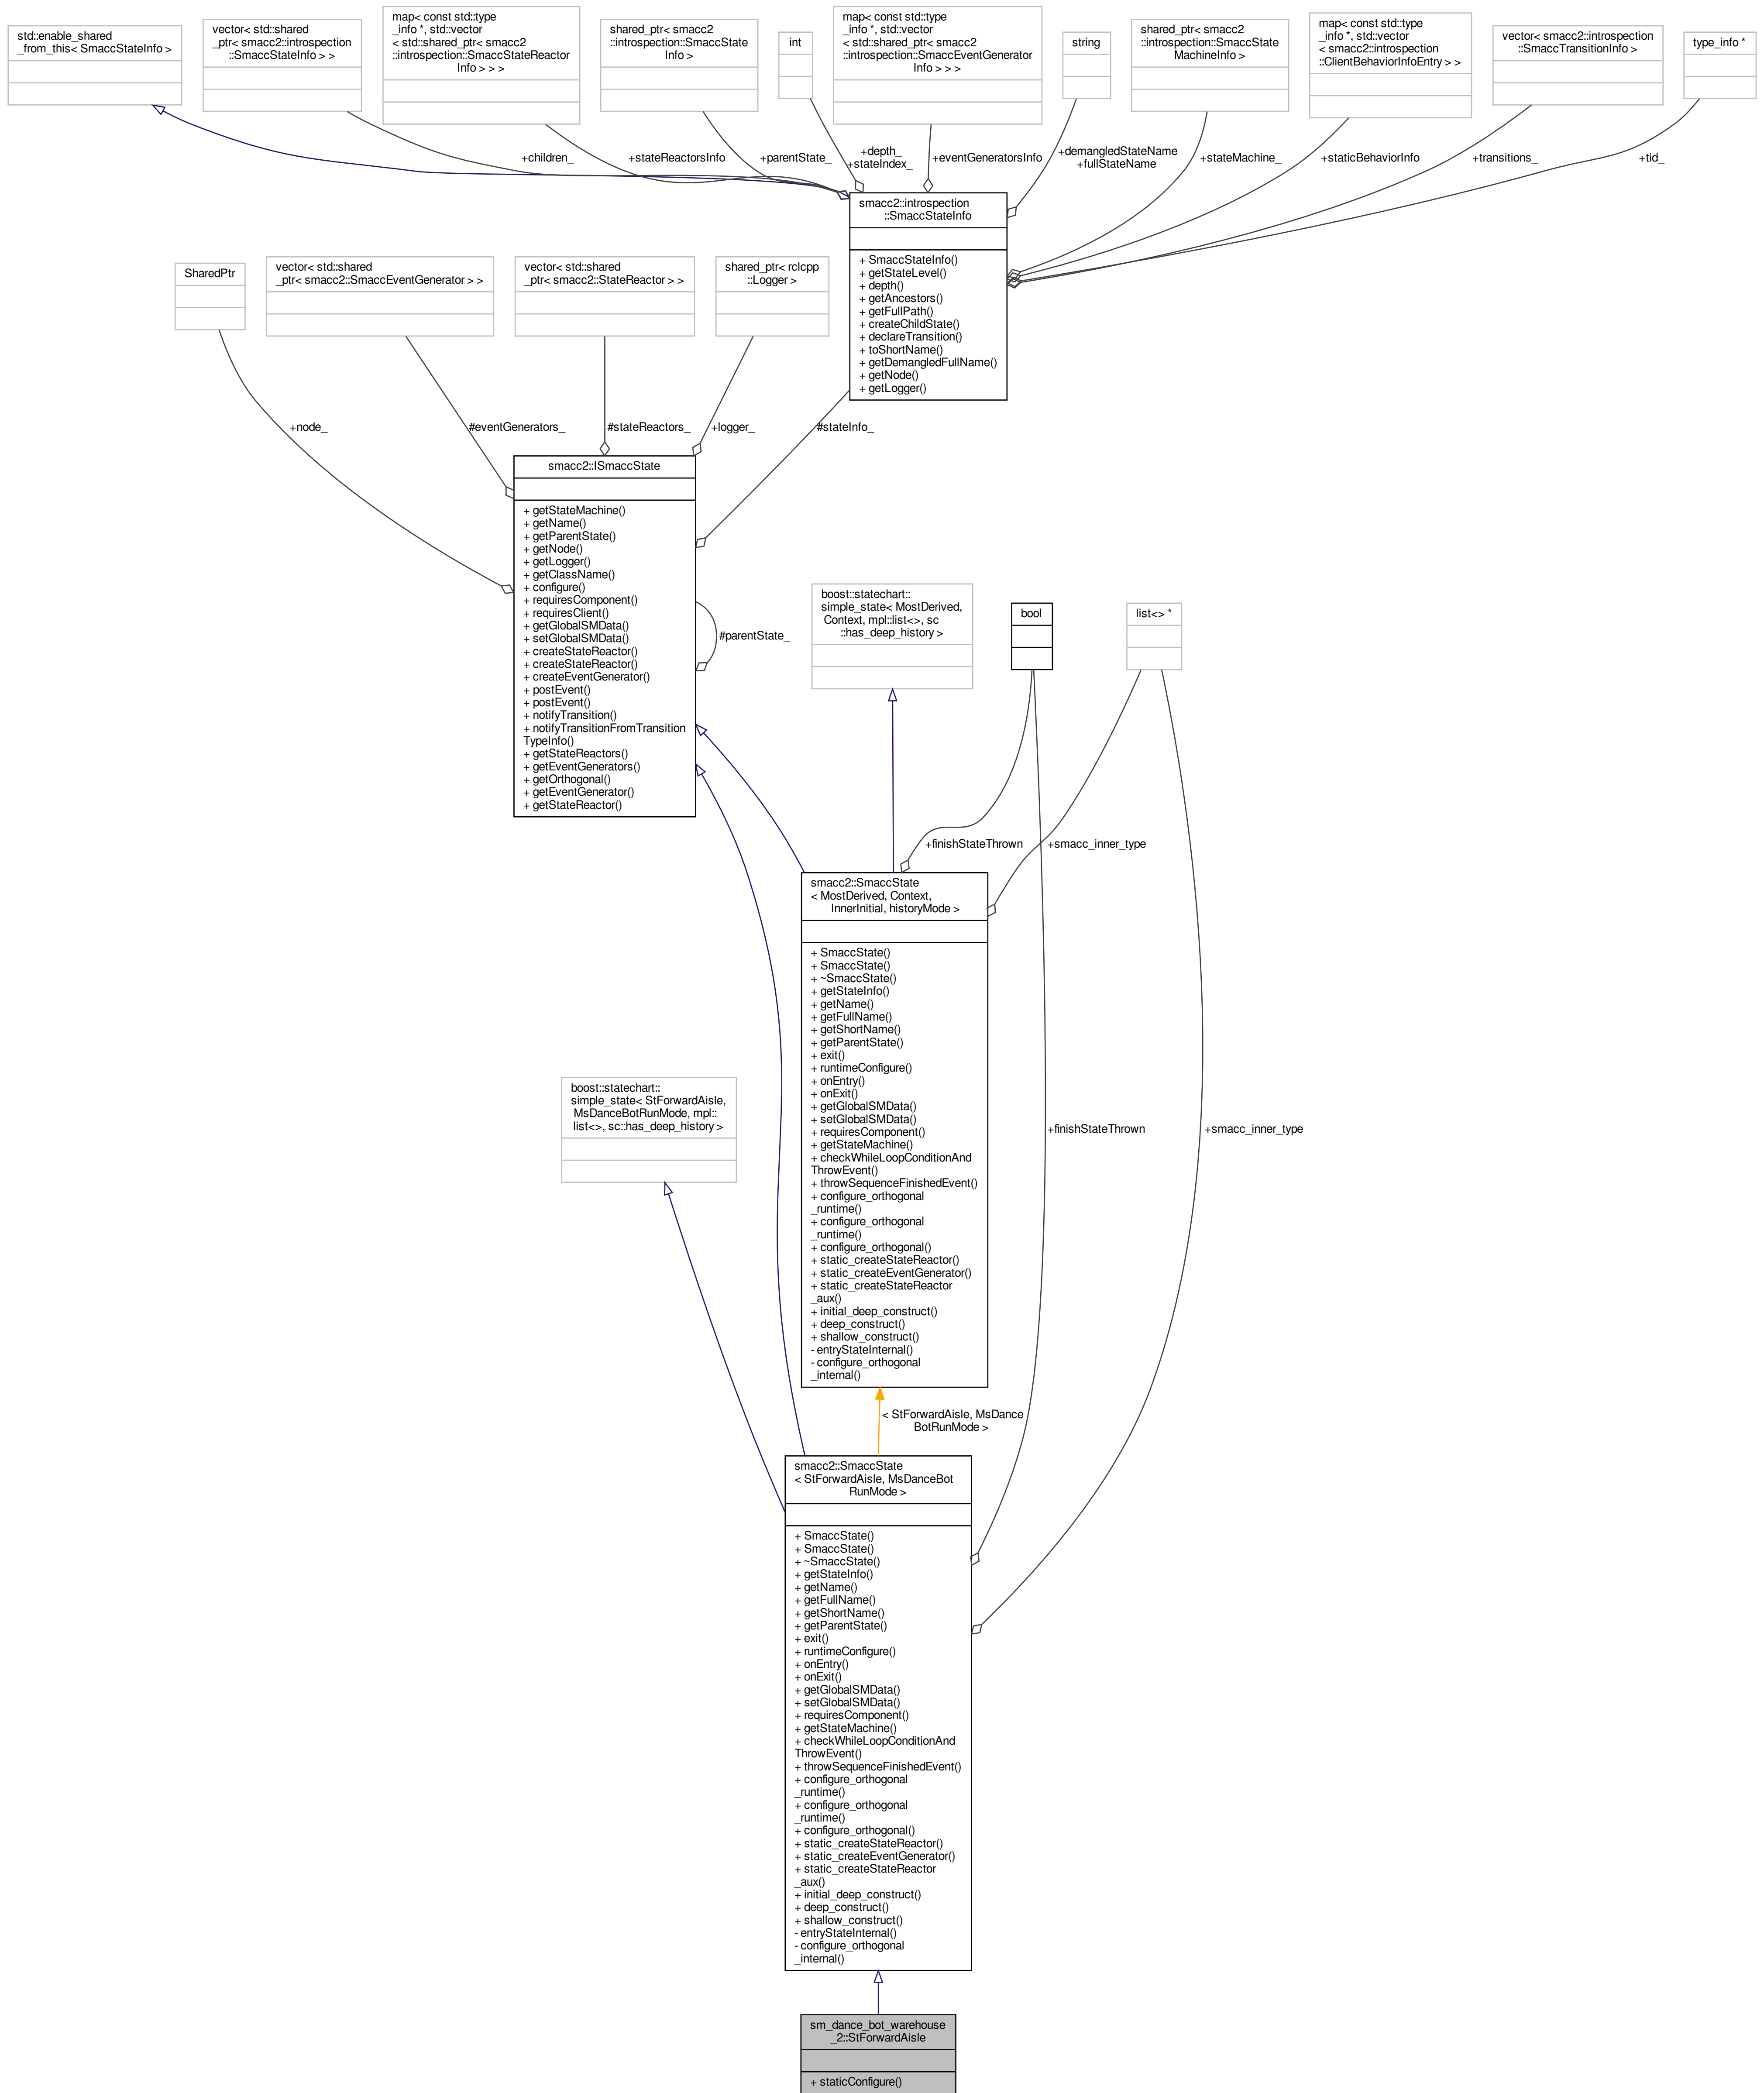 std::enable_shared
_from_this< SmaccStateInfo >
vector< std::shared
_ptr< smacc2::introspection
::SmaccStateInfo > >
map< const std::type
_info *, std::vector
< std::shared_ptr< smacc2
::introspection::SmaccStateReactor
Info > > >
shared_ptr< smacc2
::introspection::SmaccState
Info >
int
map< const std::type
_info *, std::vector
< std::shared_ptr< smacc2
::introspection::SmaccEventGenerator
Info > > >
string
shared_ptr< smacc2
::introspection::SmaccState
MachineInfo >
map< const std::type
_info *, std::vector
< smacc2::introspection
::ClientBehaviorInfoEntry > >
vector< smacc2::introspection
::SmaccTransitionInfo >
type_info *
+children_
+stateReactorsInfo
+parentState_
+depth_
+stateIndex_
+eventGeneratorsInfo
+demangledStateName
+fullStateName
+stateMachine_
+staticBehaviorInfo
+transitions_
+tid_
smacc2::introspection
::SmaccStateInfo
+ SmaccStateInfo()
+ getStateLevel()
+ depth()
+ getAncestors()
+ getFullPath()
+ createChildState()
+ declareTransition()
+ toShortName()
+ getDemangledFullName()
+ getNode()
+ getLogger()
SharedPtr
vector< std::shared
_ptr< smacc2::SmaccEventGenerator > >
vector< std::shared
_ptr< smacc2::StateReactor > >
shared_ptr< rclcpp
::Logger >
+node_
#eventGenerators_
#stateReactors_
+logger_
#stateInfo_
smacc2::ISmaccState
+ getStateMachine()
+ getName()
+ getParentState()
+ getNode()
+ getLogger()
+ getClassName()
+ configure()
+ requiresComponent()
+ requiresClient()
+ getGlobalSMData()
+ setGlobalSMData()
+ createStateReactor()
+ createStateReactor()
+ createEventGenerator()
+ postEvent()
+ postEvent()
+ notifyTransition()
+ notifyTransitionFromTransition
TypeInfo()
+ getStateReactors()
+ getEventGenerators()
+ getOrthogonal()
+ getEventGenerator()
+ getStateReactor()
#parentState_
boost::statechart::
simple_state< MostDerived,
Context, mpl::list<>, sc
::has_deep_history >
bool
list<> *
+finishStateThrown
+smacc_inner_type
smacc2::SmaccState
< MostDerived, Context,
InnerInitial, historyMode >
+ SmaccState()
+ SmaccState()
+ ~SmaccState()
+ getStateInfo()
+ getName()
+ getFullName()
+ getShortName()
+ getParentState()
+ exit()
+ runtimeConfigure()
+ onEntry()
+ onExit()
+ getGlobalSMData()
+ setGlobalSMData()
+ requiresComponent()
+ getStateMachine()
+ checkWhileLoopConditionAnd
ThrowEvent()
+ throwSequenceFinishedEvent()
+ configure_orthogonal
_runtime()
+ configure_orthogonal
_runtime()
+ configure_orthogonal()
+ static_createStateReactor()
+ static_createEventGenerator()
+ static_createStateReactor
_aux()
+ initial_deep_construct()
+ deep_construct()
+ shallow_construct()
- entryStateInternal()
- configure_orthogonal
_internal()
boost::statechart::
simple_state< StForwardAisle,
MsDanceBotRunMode, mpl::
list<>, sc::has_deep_history >
+finishStateThrown
+smacc_inner_type
< StForwardAisle, MsDance
BotRunMode >
smacc2::SmaccState
< StForwardAisle, MsDanceBot
RunMode >
+ SmaccState()
+ SmaccState()
+ ~SmaccState()
+ getStateInfo()
+ getName()
+ getFullName()
+ getShortName()
+ getParentState()
+ exit()
+ runtimeConfigure()
+ onEntry()
+ onExit()
+ getGlobalSMData()
+ setGlobalSMData()
+ requiresComponent()
+ getStateMachine()
+ checkWhileLoopConditionAnd
ThrowEvent()
+ throwSequenceFinishedEvent()
+ configure_orthogonal
_runtime()
+ configure_orthogonal
_runtime()
+ configure_orthogonal()
+ static_createStateReactor()
+ static_createEventGenerator()
+ static_createStateReactor
_aux()
+ initial_deep_construct()
+ deep_construct()
+ shallow_construct()
- entryStateInternal()
- configure_orthogonal
_internal()
sm_dance_bot_warehouse
_2::StForwardAisle
+ staticConfigure()